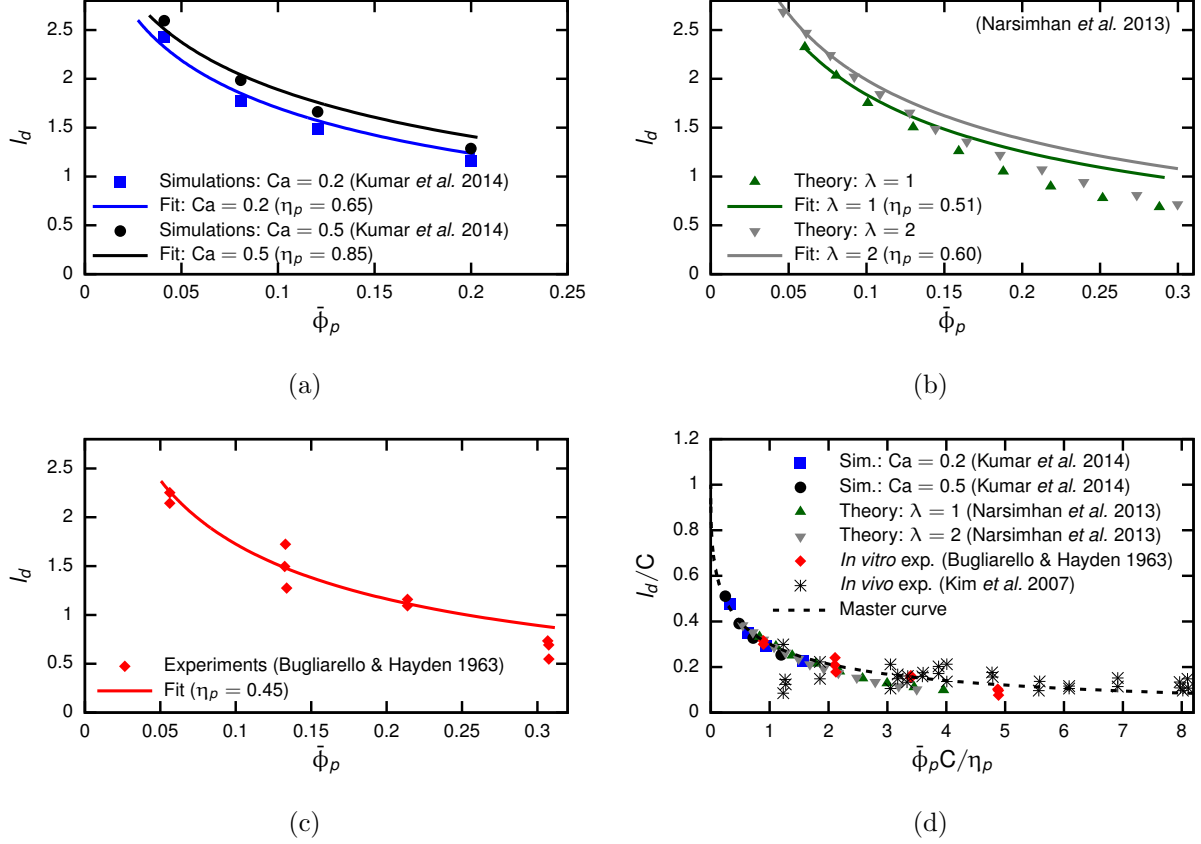 2.5
2
1.5
1
0.5
0
l_d
Simulations: Ca = 0.2 (Kumar et al. 2014)
Fit: Ca = 0.2 (η_p = 0.65)
Simulations: Ca = 0.5 (Kumar et al. 2014)
Fit: Ca = 0.5 (η_p = 0.85)
0 0.05 0.1 0.15 0.2 0.25
ϕ̄_p
(a)
(Narsimhan et al. 2013)
2.5
2
1.5
1
0.5
0
l_d
Theory: λ = 1
Fit: λ = 1 (η_p = 0.51)
Theory: λ = 2
Fit: λ = 2 (η_p = 0.60)
0 0.05 0.1 0.15 0.2 0.25 0.3
ϕ̄_p
(b)
2.5
2
1.5
1
0.5
0
l_d
Experiments (Bugliarello & Hayden 1963)
Fit (η_p = 0.45)
0 0.05 0.1 0.15 0.2 0.25 0.3
ϕ̄_p
(c)
1.2
1
0.8
0.6
0.4
0.2
0
l_d/C
Sim.: Ca = 0.2 (Kumar et al. 2014)
Sim.: Ca = 0.5 (Kumar et al. 2014)
Theory: λ = 1 (Narsimhan et al. 2013)
Theory: λ = 2 (Narsimhan et al. 2013)
In vitro exp. (Bugliarello & Hayden 1963)
In vivo exp. (Kim et al. 2007)
Master curve
0 1 2 3 4 5 6 7 8
ϕ̄_pC/η_p
(d)